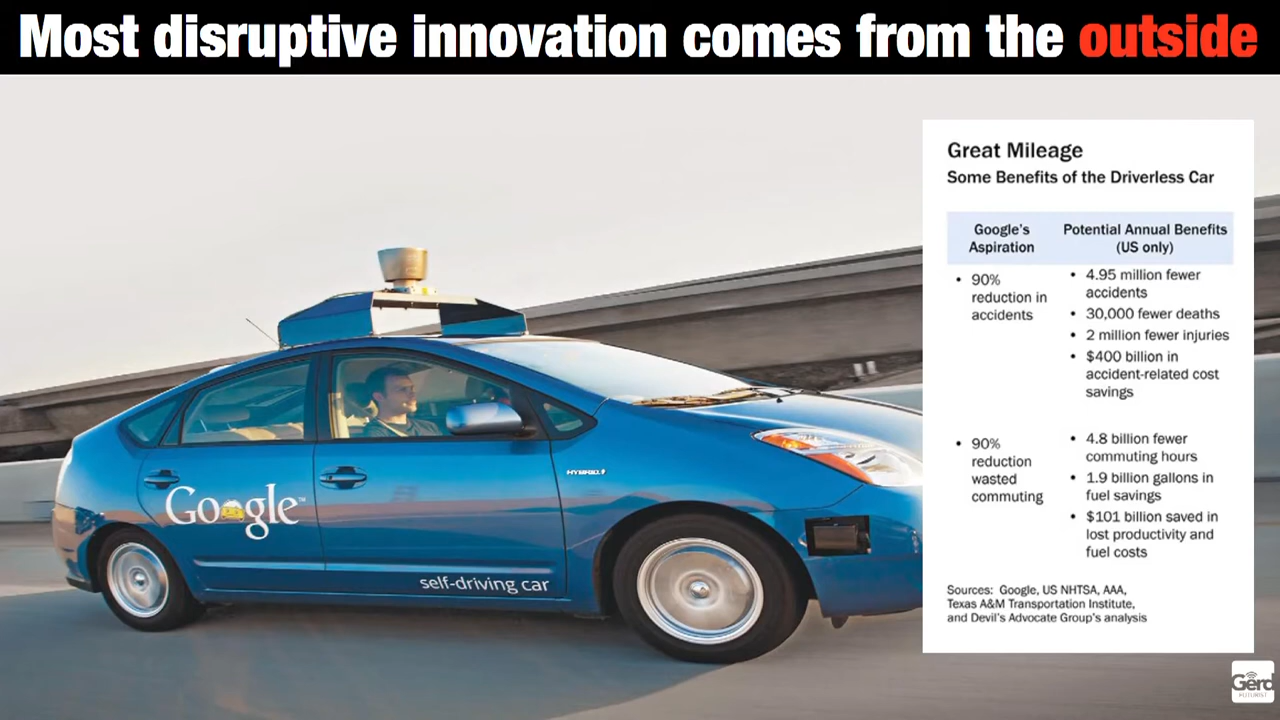 Most disruptive innovation comes from the outside
Great Mileage
Some Benefits of the Driverless Car
Google's
Aspiration
Potential Annual Benefits
(US only)
• 90%
reduction in
accidents
• 4.95 million fewer
accidents
• 30,000 fewer deaths
• 2 million fewer injuries
• $400 billion in
accident-related cost
savings
• 90%
reduction
wasted
commuting
• 4.8 billion fewer
commuting hours
• 1.9 billion gallons in
fuel savings
• $101 billion saved in
lost productivity and
fuel costs
Sources: Google, US NHTSA, AAA,
Texas A&M Transportation Institute,
and Devil's Advocate Group's analysis
HYBRID
Google™
self-driving car
Gerd
FUTURIST